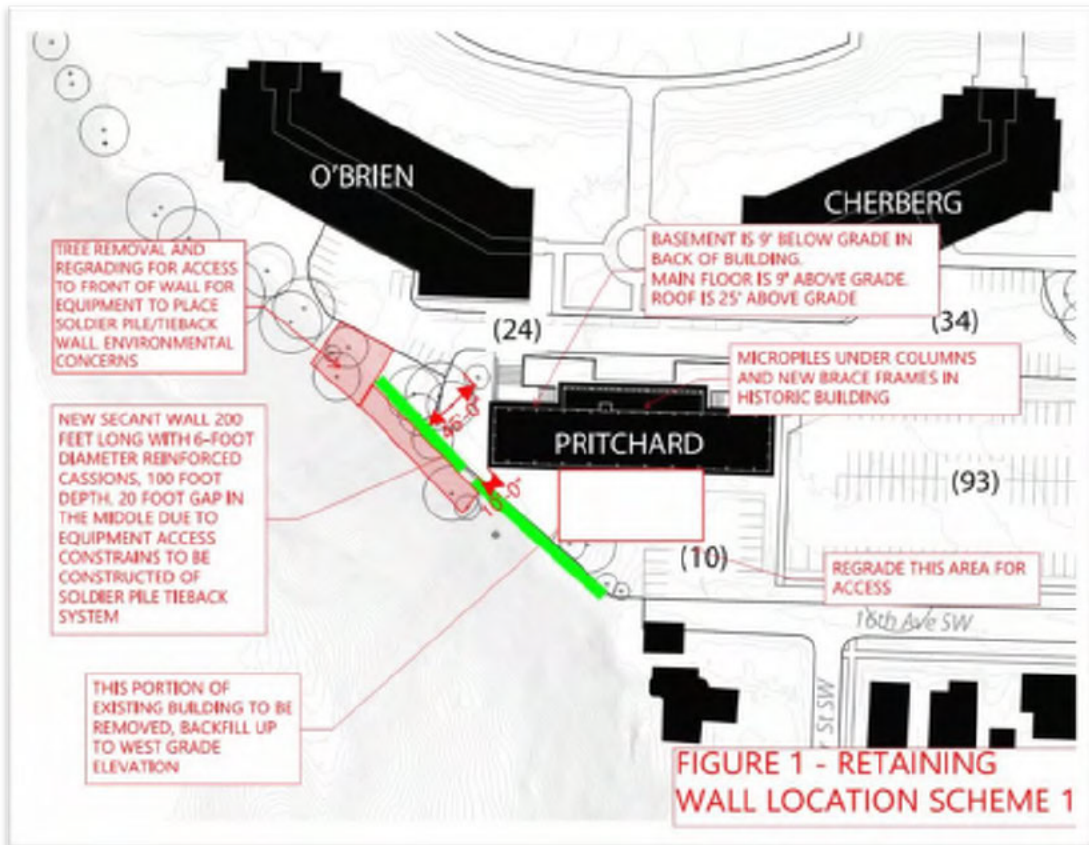 O'BRIEN
CHERBERG
TREE REMOVAL AND
REGRADING FOR ACCESS
TO FRONT OF WALL FOR
EQUIPMENT TO PLACE
SOLDIER PILE/TIEBACK
WALL. ENVIRONMENTAL
CONCERNS
BASEMENT IS 9' BELOW GRADE IN
BACK OF BUILDING.
MAIN FLOOR IS 9" ABOVE GRADE.
ROOF IS 25' ABOVE GRADE
(24)
(34)
MICROPILES UNDER COLUMNS
AND NEW BRACE FRAMES IN
HISTORIC BUILDING
NEW SECANT WALL 200
FEET LONG WITH 6-FOOT
DIAMETER REINFORCED
CASSIONS, 100 FOOT
DEPTH. 20 FOOT GAP IN
THE MIDDLE DUE TO
EQUIPMENT ACCESS
CONSTRAINS TO BE
CONSTRUCTED OF
SOLDIER PILE TIEBACK
SYSTEM
PRITCHARD
(93)
(10)
REGRADE THIS AREA FOR
ACCESS
16th Ave SW
THIS PORTION OF
EXISTING BUILDING TO BE
REMOVED, BACKFILL UP
TO WEST GRADE
ELEVATION
St SW
FIGURE 1 - RETAINING
WALL LOCATION SCHEME 1